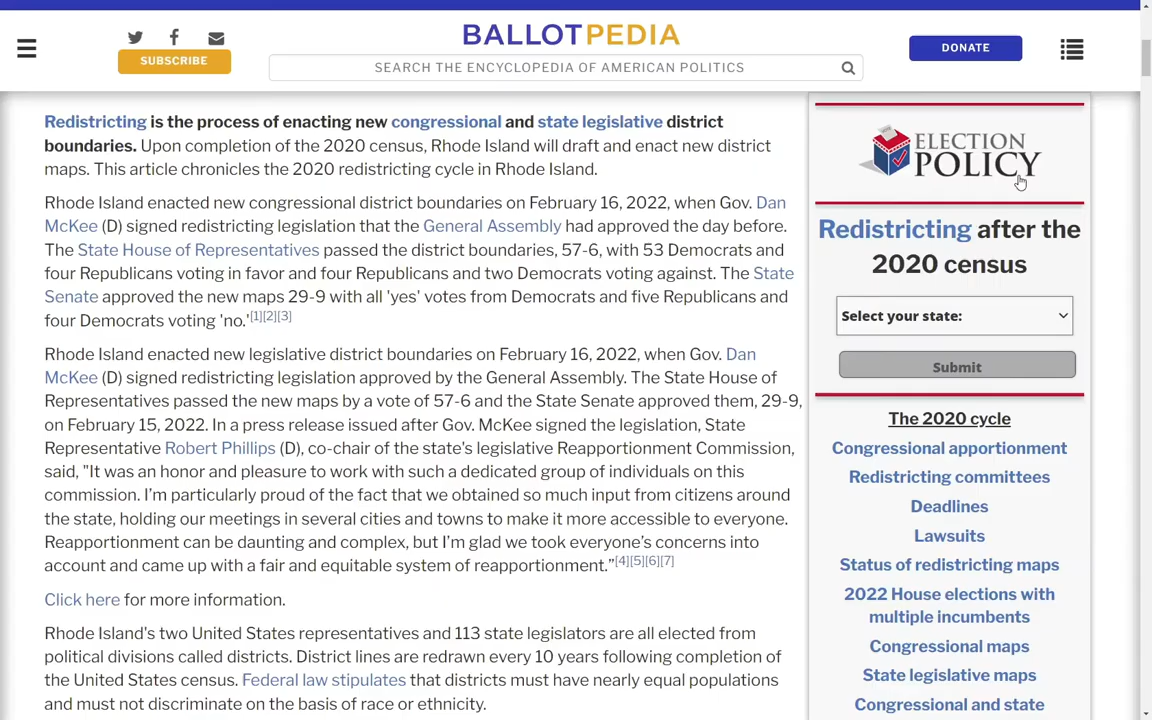 BALLOTPEDIA
SUBSCRIBE
SEARCH THE ENCYCLOPEDIA OF AMERICAN POLITICS
DONATE
Redistricting is the process of enacting new congressional and state legislative district
boundaries. Upon completion of the 2020 census, Rhode Island will draft and enact new district
maps. This article chronicles the 2020 redistricting cycle in Rhode Island.
Rhode Island enacted new congressional district boundaries on February 16, 2022, when Gov. Dan
McKee (D) signed redistricting legislation that the General Assembly had approved the day before.
The State House of Representatives passed the district boundaries, 57-6, with 53 Democrats and
four Republicans voting in favor and four Republicans and two Democrats voting against. The State
Senate approved the new maps 29-9 with all 'yes' votes from Democrats and five Republicans and
four Democrats voting 'no.'[1][2][3]
Rhode Island enacted new legislative district boundaries on February 16, 2022, when Gov. Dan
McKee (D) signed redistricting legislation approved by the General Assembly. The State House of
Representatives passed the new maps by a vote of 57-6 and the State Senate approved them, 29-9,
on February 15, 2022. In a press release issued after Gov. McKee signed the legislation, State
Representative Robert Phillips (D), co-chair of the state's legislative Reapportionment Commission,
said, "It was an honor and pleasure to work with such a dedicated group of individuals on this
commission. I’m particularly proud of the fact that we obtained so much input from citizens around
the state, holding our meetings in several cities and towns to make it more accessible to everyone.
Reapportionment can be daunting and complex, but I’m glad we took everyone’s concerns into
account and came up with a fair and equitable system of reapportionment.”[4][5][6][7]
Click here for more information.
Rhode Island's two United States representatives and 113 state legislators are all elected from
political divisions called districts. District lines are redrawn every 10 years following completion of
the United States census. Federal law stipulates that districts must have nearly equal populations
and must not discriminate on the basis of race or ethnicity.
ELECTION
POLICY
Redistricting after the
2020 census
Select your state:
Submit
The 2020 cycle
Congressional apportionment
Redistricting committees
Deadlines
Lawsuits
Status of redistricting maps
2022 House elections with
multiple incumbents
Congressional maps
State legislative maps
Congressional and state